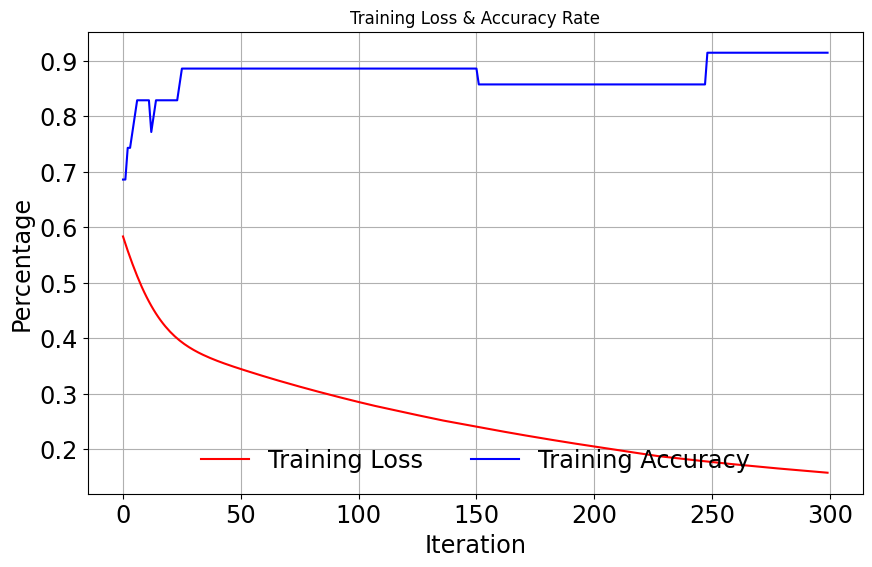 Training Loss & Accuracy Rate
0.9
0.8
0.7
0.6
0.5
0.4
0.3
0.2
Percentage
Training Loss
Training Accuracy
0 50 100 150 200 250 300
Iteration